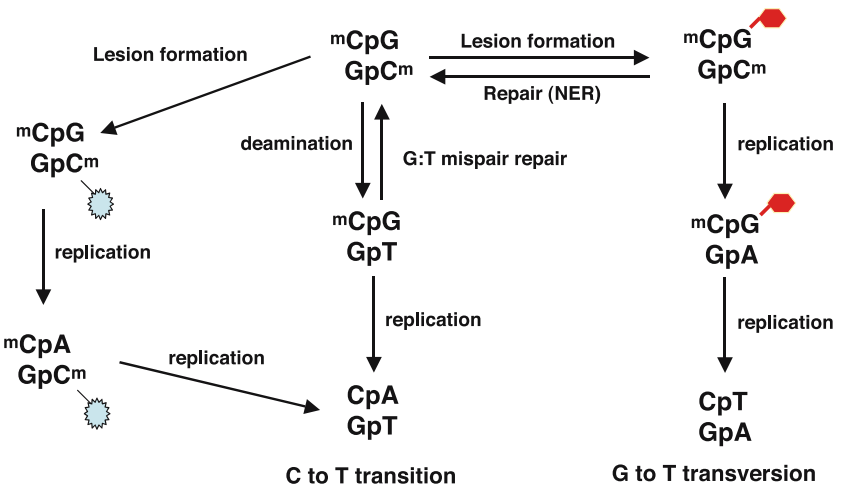 Lesion formation
ᵐCpG
GpCᵐ
Lesion formation
Repair (NER)
ᵐCpG
GpCᵐ
ᵐCpG
GpCᵐ
deamination
G:T mispair repair
replication
replication
ᵐCpG
GpT
ᵐCpG
GpA
ᵐCpA
GpCᵐ
replication
replication
replication
CpA
GpT
CpT
GpA
C to T transition
G to T transversion